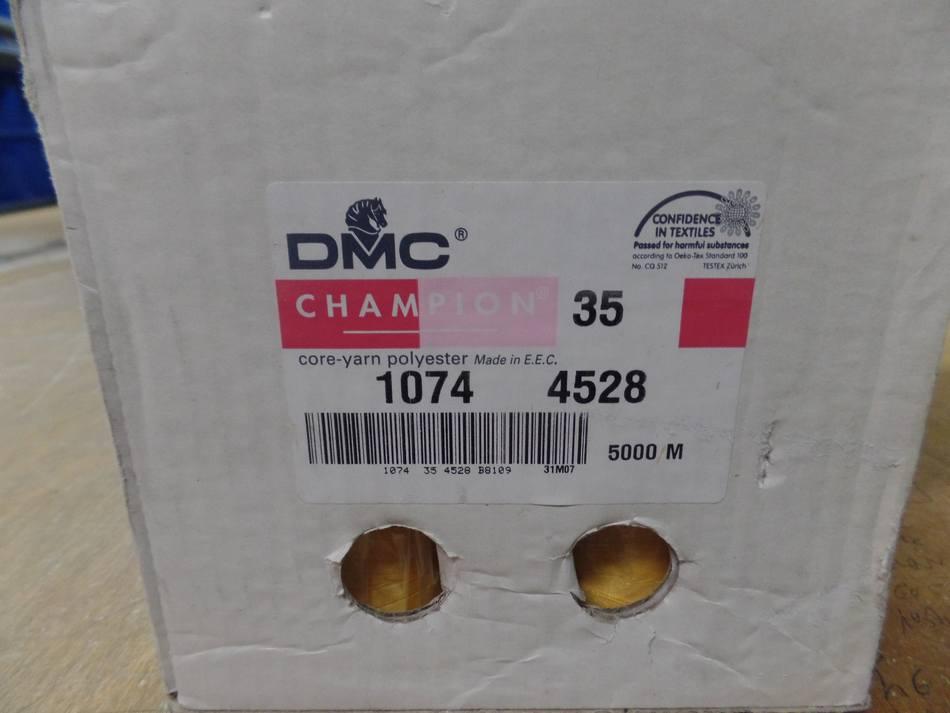 DMC®
CONFIDENCE
IN TEXTILES
Passed for harmful substances
according to Oeko-Tex Standard 100
No. CQ 512 TESTEX Zürich
CHAMPION® 35
core-yarn polyester Made in E.E.C.
1074 4528
5000 M
1074 35 4528 B8109 31M07